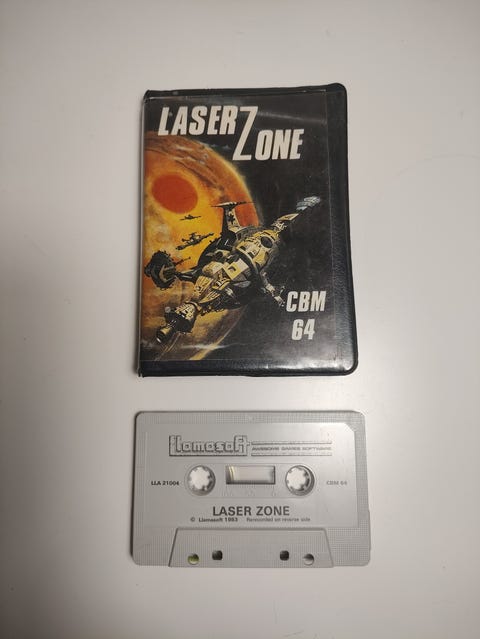 LASER ZONE
CBM
64
llamasoft
AWESOME GAMES SOFTWARE
LLA 21004
CBM 64
LASER ZONE
© Llamasoft 1983 Rerecorded on reverse side